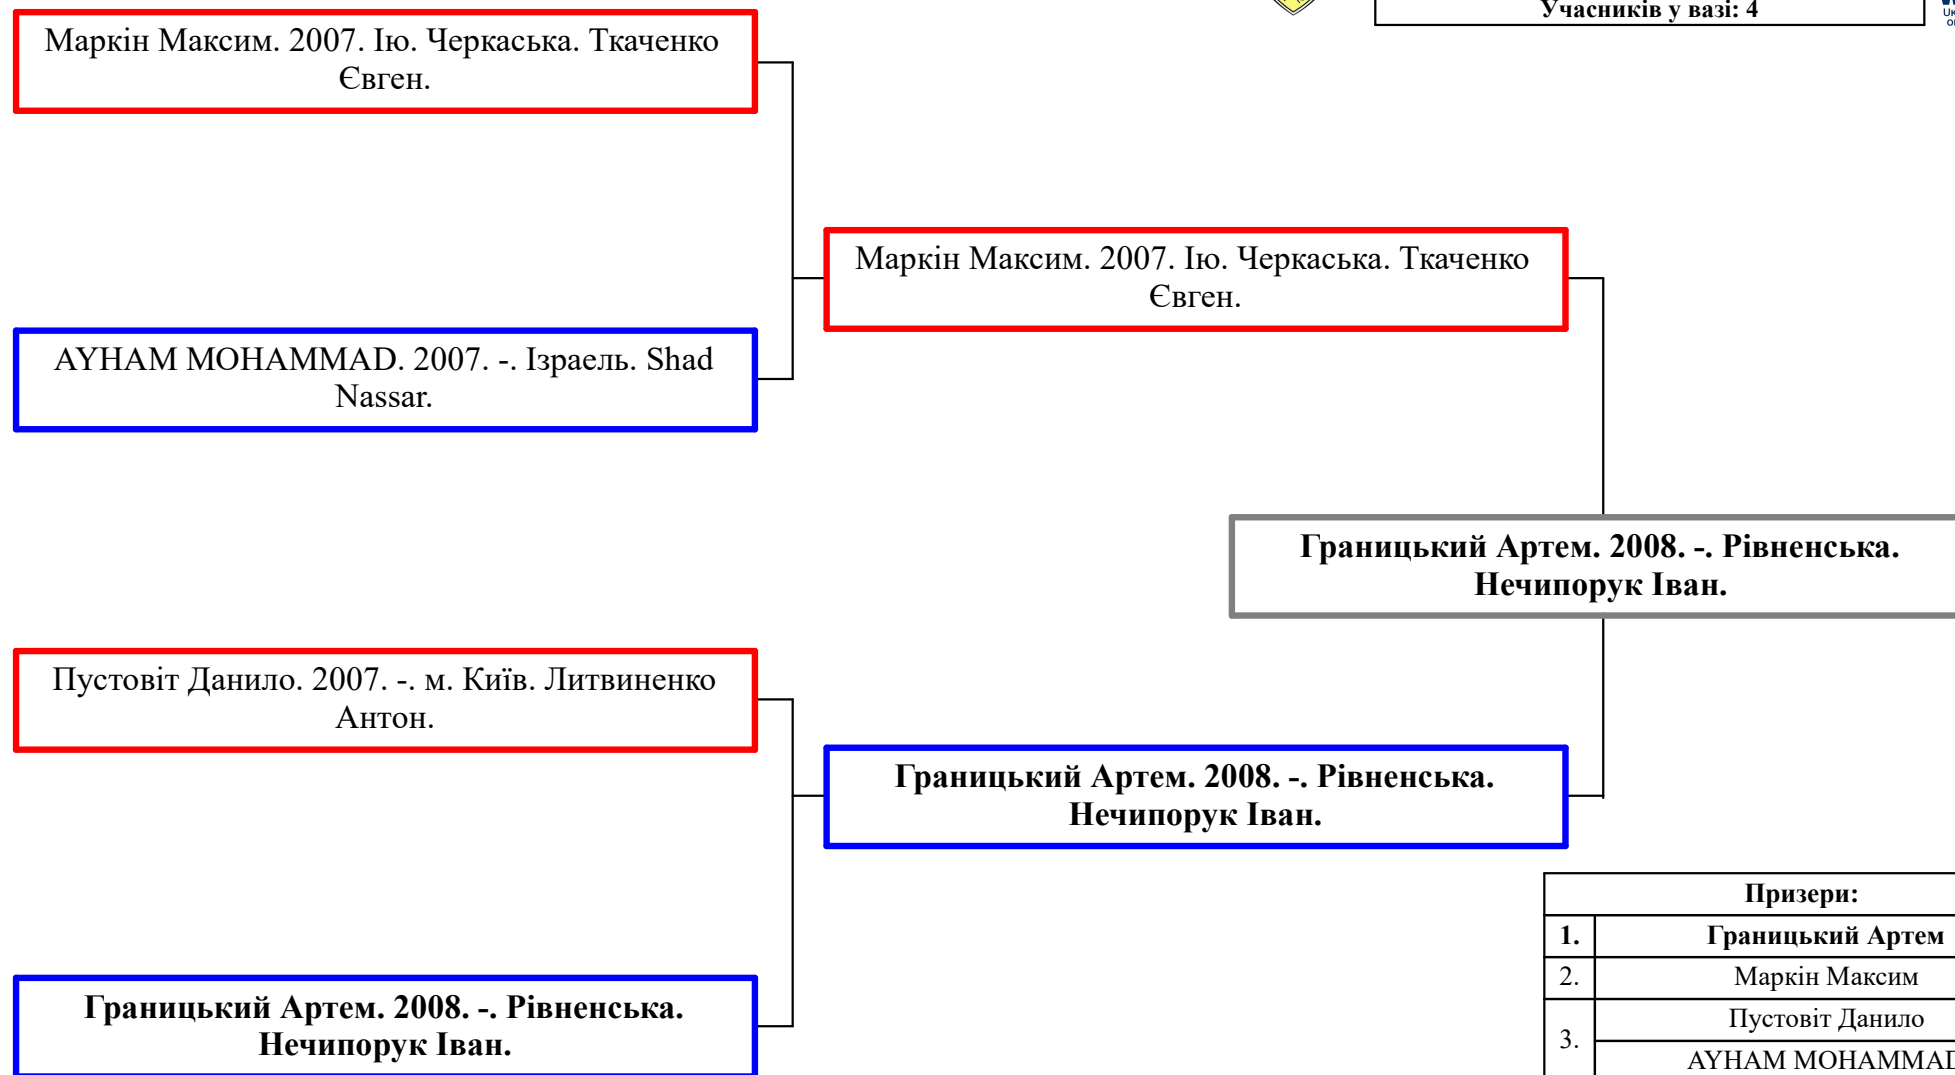 Учасників у вазі: 4
Маркін Максим. 2007. Ію. Черкаська. Ткаченко
Євген.
Маркін Максим. 2007. Ію. Черкаська. Ткаченко
Євген.
AYHAM MOHAMMAD. 2007. -. Ізраель. Shad
Nassar.
Границький Артем. 2008. -. Рівненська.
Нечипорук Іван.
Пустовіт Данило. 2007. -. м. Київ. Литвиненко
Антон.
Границький Артем. 2008. -. Рівненська.
Нечипорук Іван.
Границький Артем. 2008. -. Рівненська.
Нечипорук Іван.
Призери:
1. Границький Артем
2. Маркін Максим
3. Пустовіт Данило
AYHAM MOHAMMAD